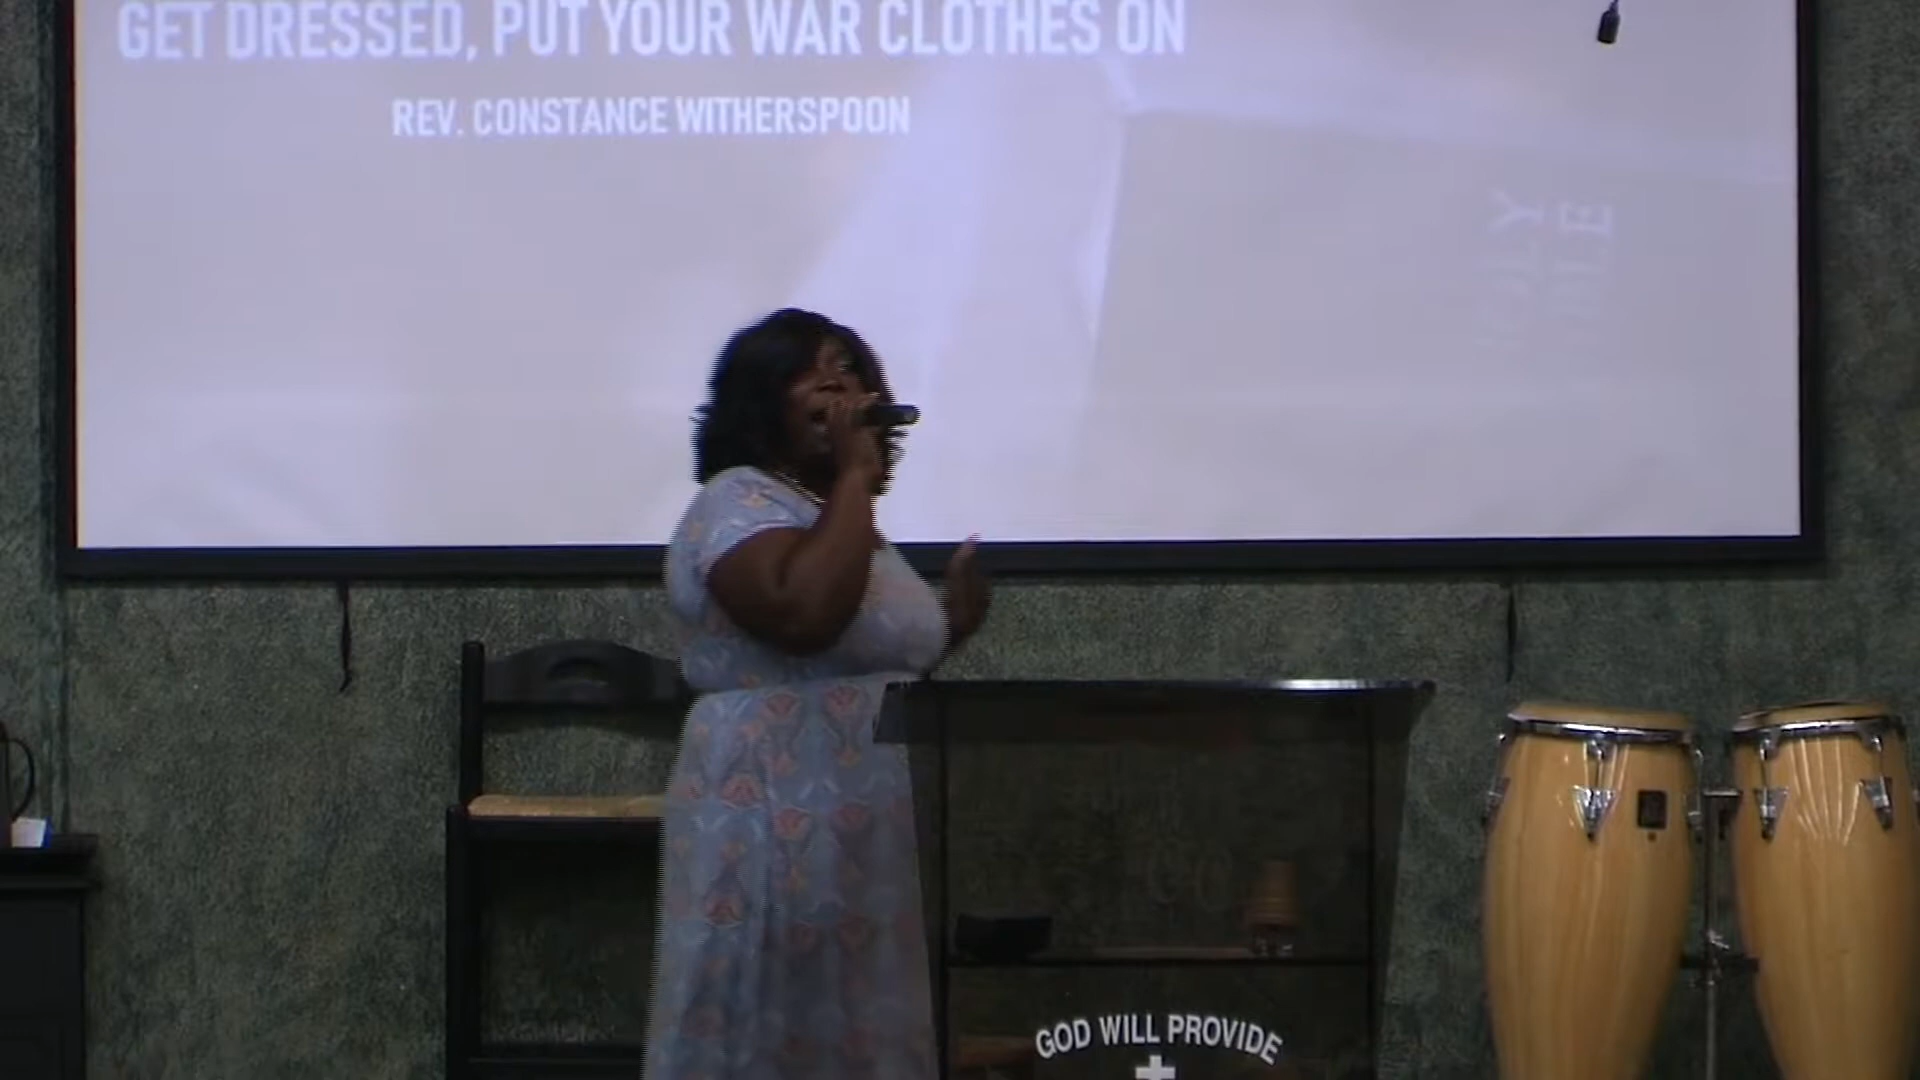 GET DRESSED, PUT YOUR WAR CLOTHES ON
REV. CONSTANCE WITHERSPOON
GOD WILL PROVIDE